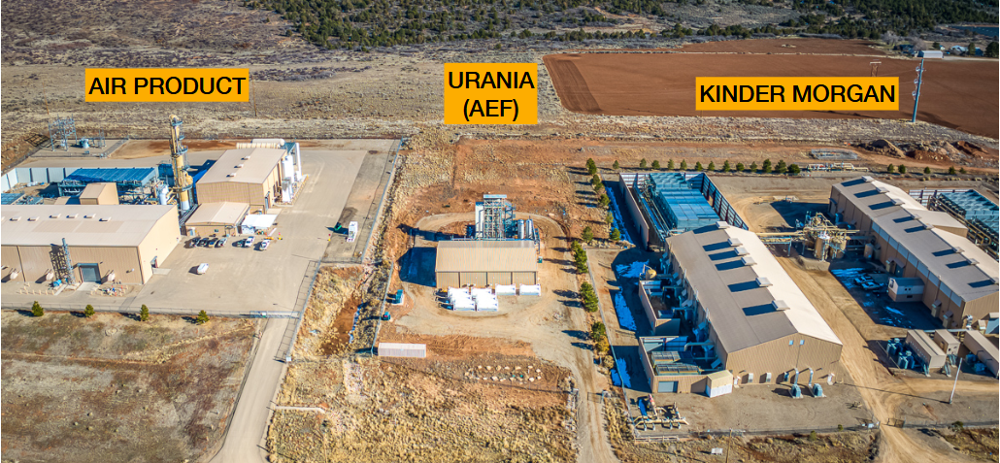 AIR PRODUCT
URANIA
(AEF)
KINDER MORGAN